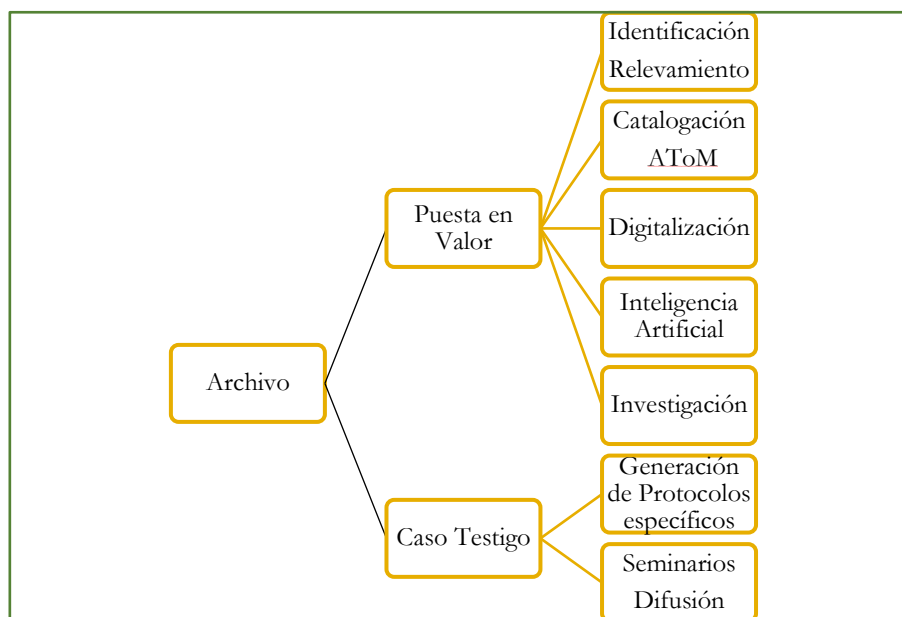 Archivo
Puesta en
Valor
Identificación
Relevamiento
Catalogación
AToM
Digitalización
Inteligencia
Artificial
Investigación
Caso Testigo
Generación
de Protocolos
específicos
Seminarios
Difusión